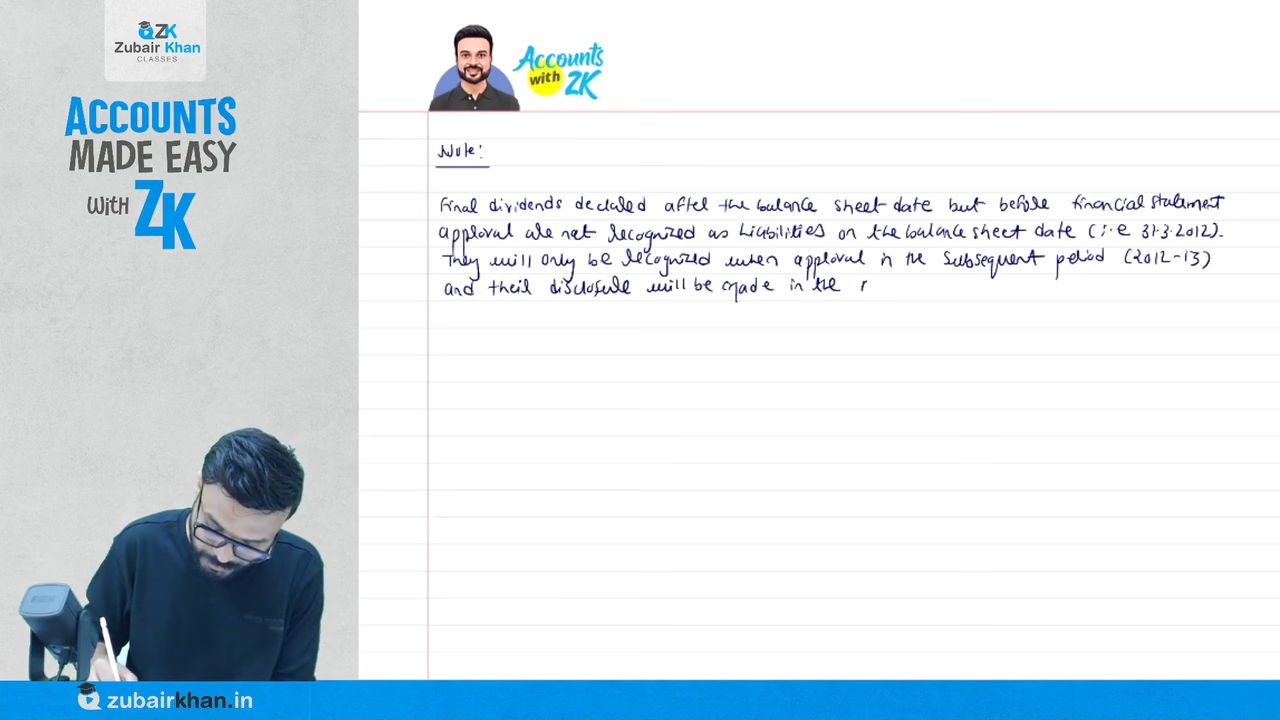 ZK
Zubair Khan
CLASSES
ACCOUNTS
MADE EASY
WITH ZK
Accounts
with
ZK
Note:
Final dividends declared after the balance sheet date but before financial statement
approval are not recognized as liabilities on the balance sheet date (i.e 31.3.2012).
They will only be recognized when approval in the subsequent period (2012-13)
and their disclosure will be made in the
zubairkhan.in